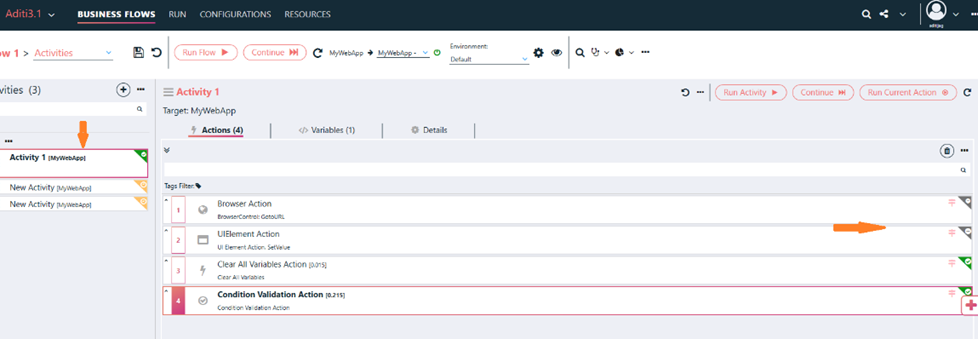 Aditi3.1 BUSINESS FLOWS RUN CONFIGURATIONS RESOURCES
aditijag
ow 1 > Activities Run Flow Continue MyWebApp MyWebApp - Environment:
Default
vities (3)
Activity 1
Run Activity Continue Run Current Action
Target: MyWebApp
Actions (4) Variables (1) Details
Activity 1 [MyWebApp]
New Activity [MyWebApp]
New Activity [MyWebApp]
Tags Filter:
1 Browser Action
BrowserControl: GotoURL
2 UIElement Action
UI Element Action: SetValue
3 Clear All Variables Action [0.015]
Clear All Variables
4 Condition Validation Action [0.215]
Condition Validation Action